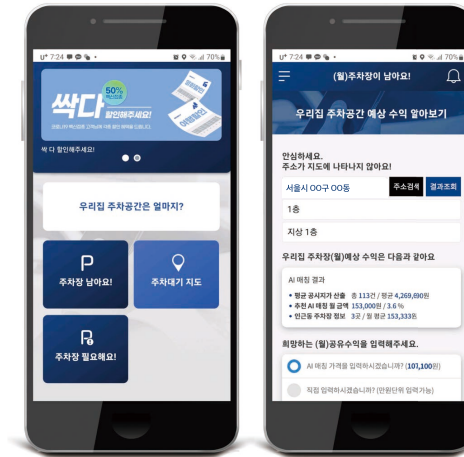 U⁺ 7:24
70%
싹다
50%
할인해주세요!
싹 다 할인해주세요!
우리집 주차공간은 얼마지?
P
주차장 남아요!
주차대기 지도
주차장 필요해요!
U⁺ 7:24
70%
(월)주차장이 남아요!
우리집 주차공간 예상 수익 알아보기
안심하세요.
주소가 지도에 나타나지 않아요!
서울시 OO구 OO동
주소검색
결과조회
1층
지상 1층
우리집 주차장(월)예상 수익은 다음과 같아요
AI 매칭 결과
• 평균 공시지가 산출 총 113건 / 평균 4,269,690원
• 추천 AI 매칭 월 금액 153,000원 / 3.6 %
• 인근동 주차장 정보 3곳 / 월 평균 153,333원
희망하는 (월)공유수익을 입력해주세요.
AI 매칭 가격을 입력하시겠습니까? (107,100원)
직접 입력하시겠습니까? (만원단위 입력가능)